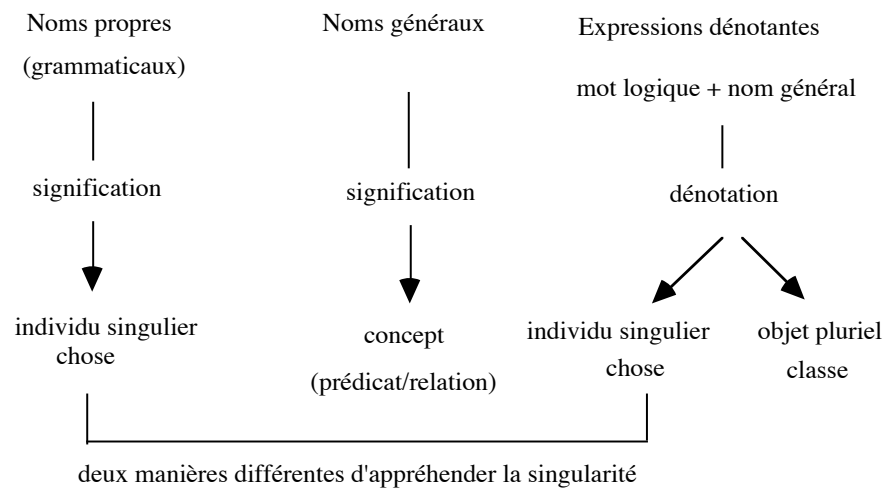 Noms propres
(grammaticaux)
signification
individu singulier
chose
Noms généraux
signification
concept
(prédicat/relation)
Expressions dénotantes
mot logique + nom général
dénotation
individu singulier
chose
objet pluriel
classe
deux manières différentes d'appréhender la singularité